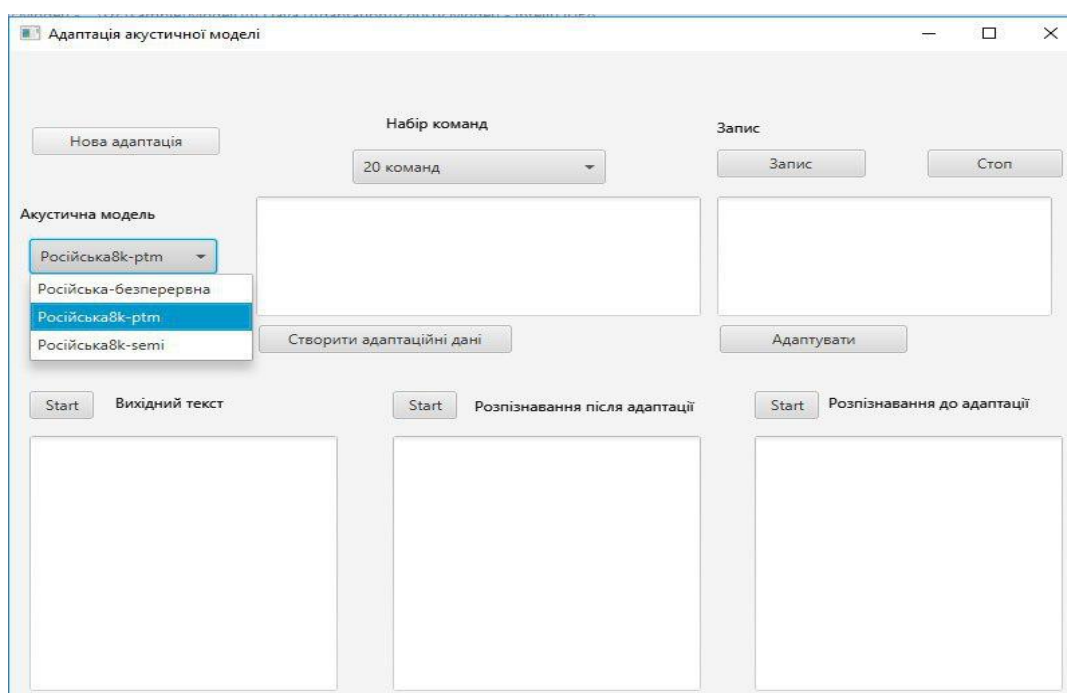 Адаптація акустичної моделі
Нова адаптація
Набір команд
20 команд
Запис
Запис
Стоп
Акустична модель
Російська8k-ptm
Російська-безперервна
Російська8k-ptm
Російська8k-semi
Створити адаптаційні дані
Адаптувати
Start
Вихідний текст
Start
Розпізнавання після адаптації
Start
Розпізнавання до адаптації